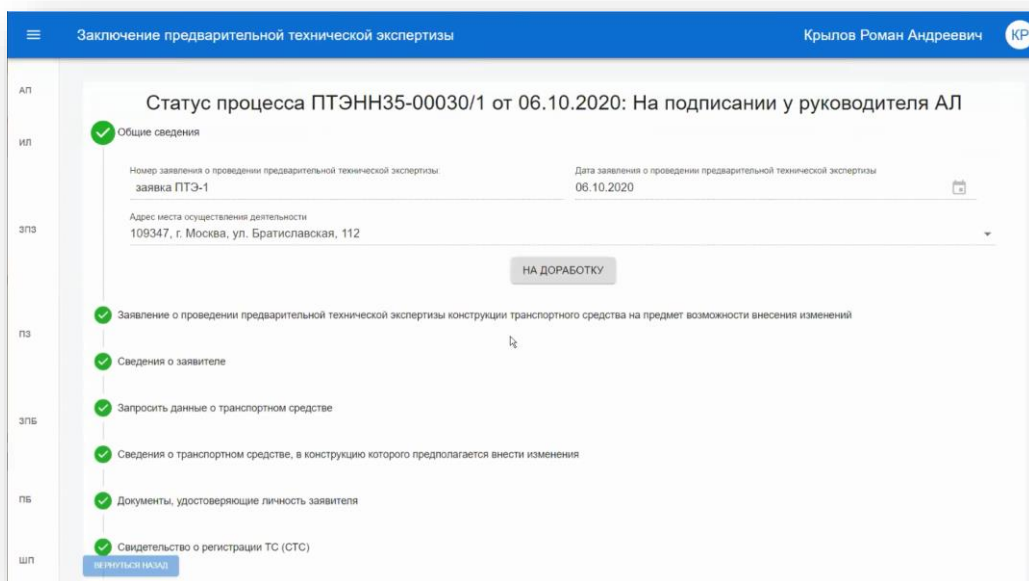 Заключение предварительной технической экспертизы
Крылов Роман Андреевич
КР
АЛ
ИЛ
ЗПЗ
ПЗ
ЗПБ
ПБ
ШП
Статус процесса ПТЭНН35-00030/1 от 06.10.2020: На подписании у руководителя АЛ
Общие сведения
Номер заявления о проведении предварительной технической экспертизы
заявка ПТЭ-1
Дата заявления о проведении предварительной технической экспертизы
06.10.2020
Адрес места осуществления деятельности
109347, г. Москва, ул. Братиславская, 112
НА ДОРАБОТКУ
Заявление о проведении предварительной технической экспертизы конструкции транспортного средства на предмет возможности внесения изменений
Сведения о заявителе
Запросить данные о транспортном средстве
Сведения о транспортном средстве, в конструкцию которого предполагается внести изменения
Документы, удостоверяющие личность заявителя
Свидетельство о регистрации ТС (СТС)
ВЕРНУТЬСЯ НАЗАД